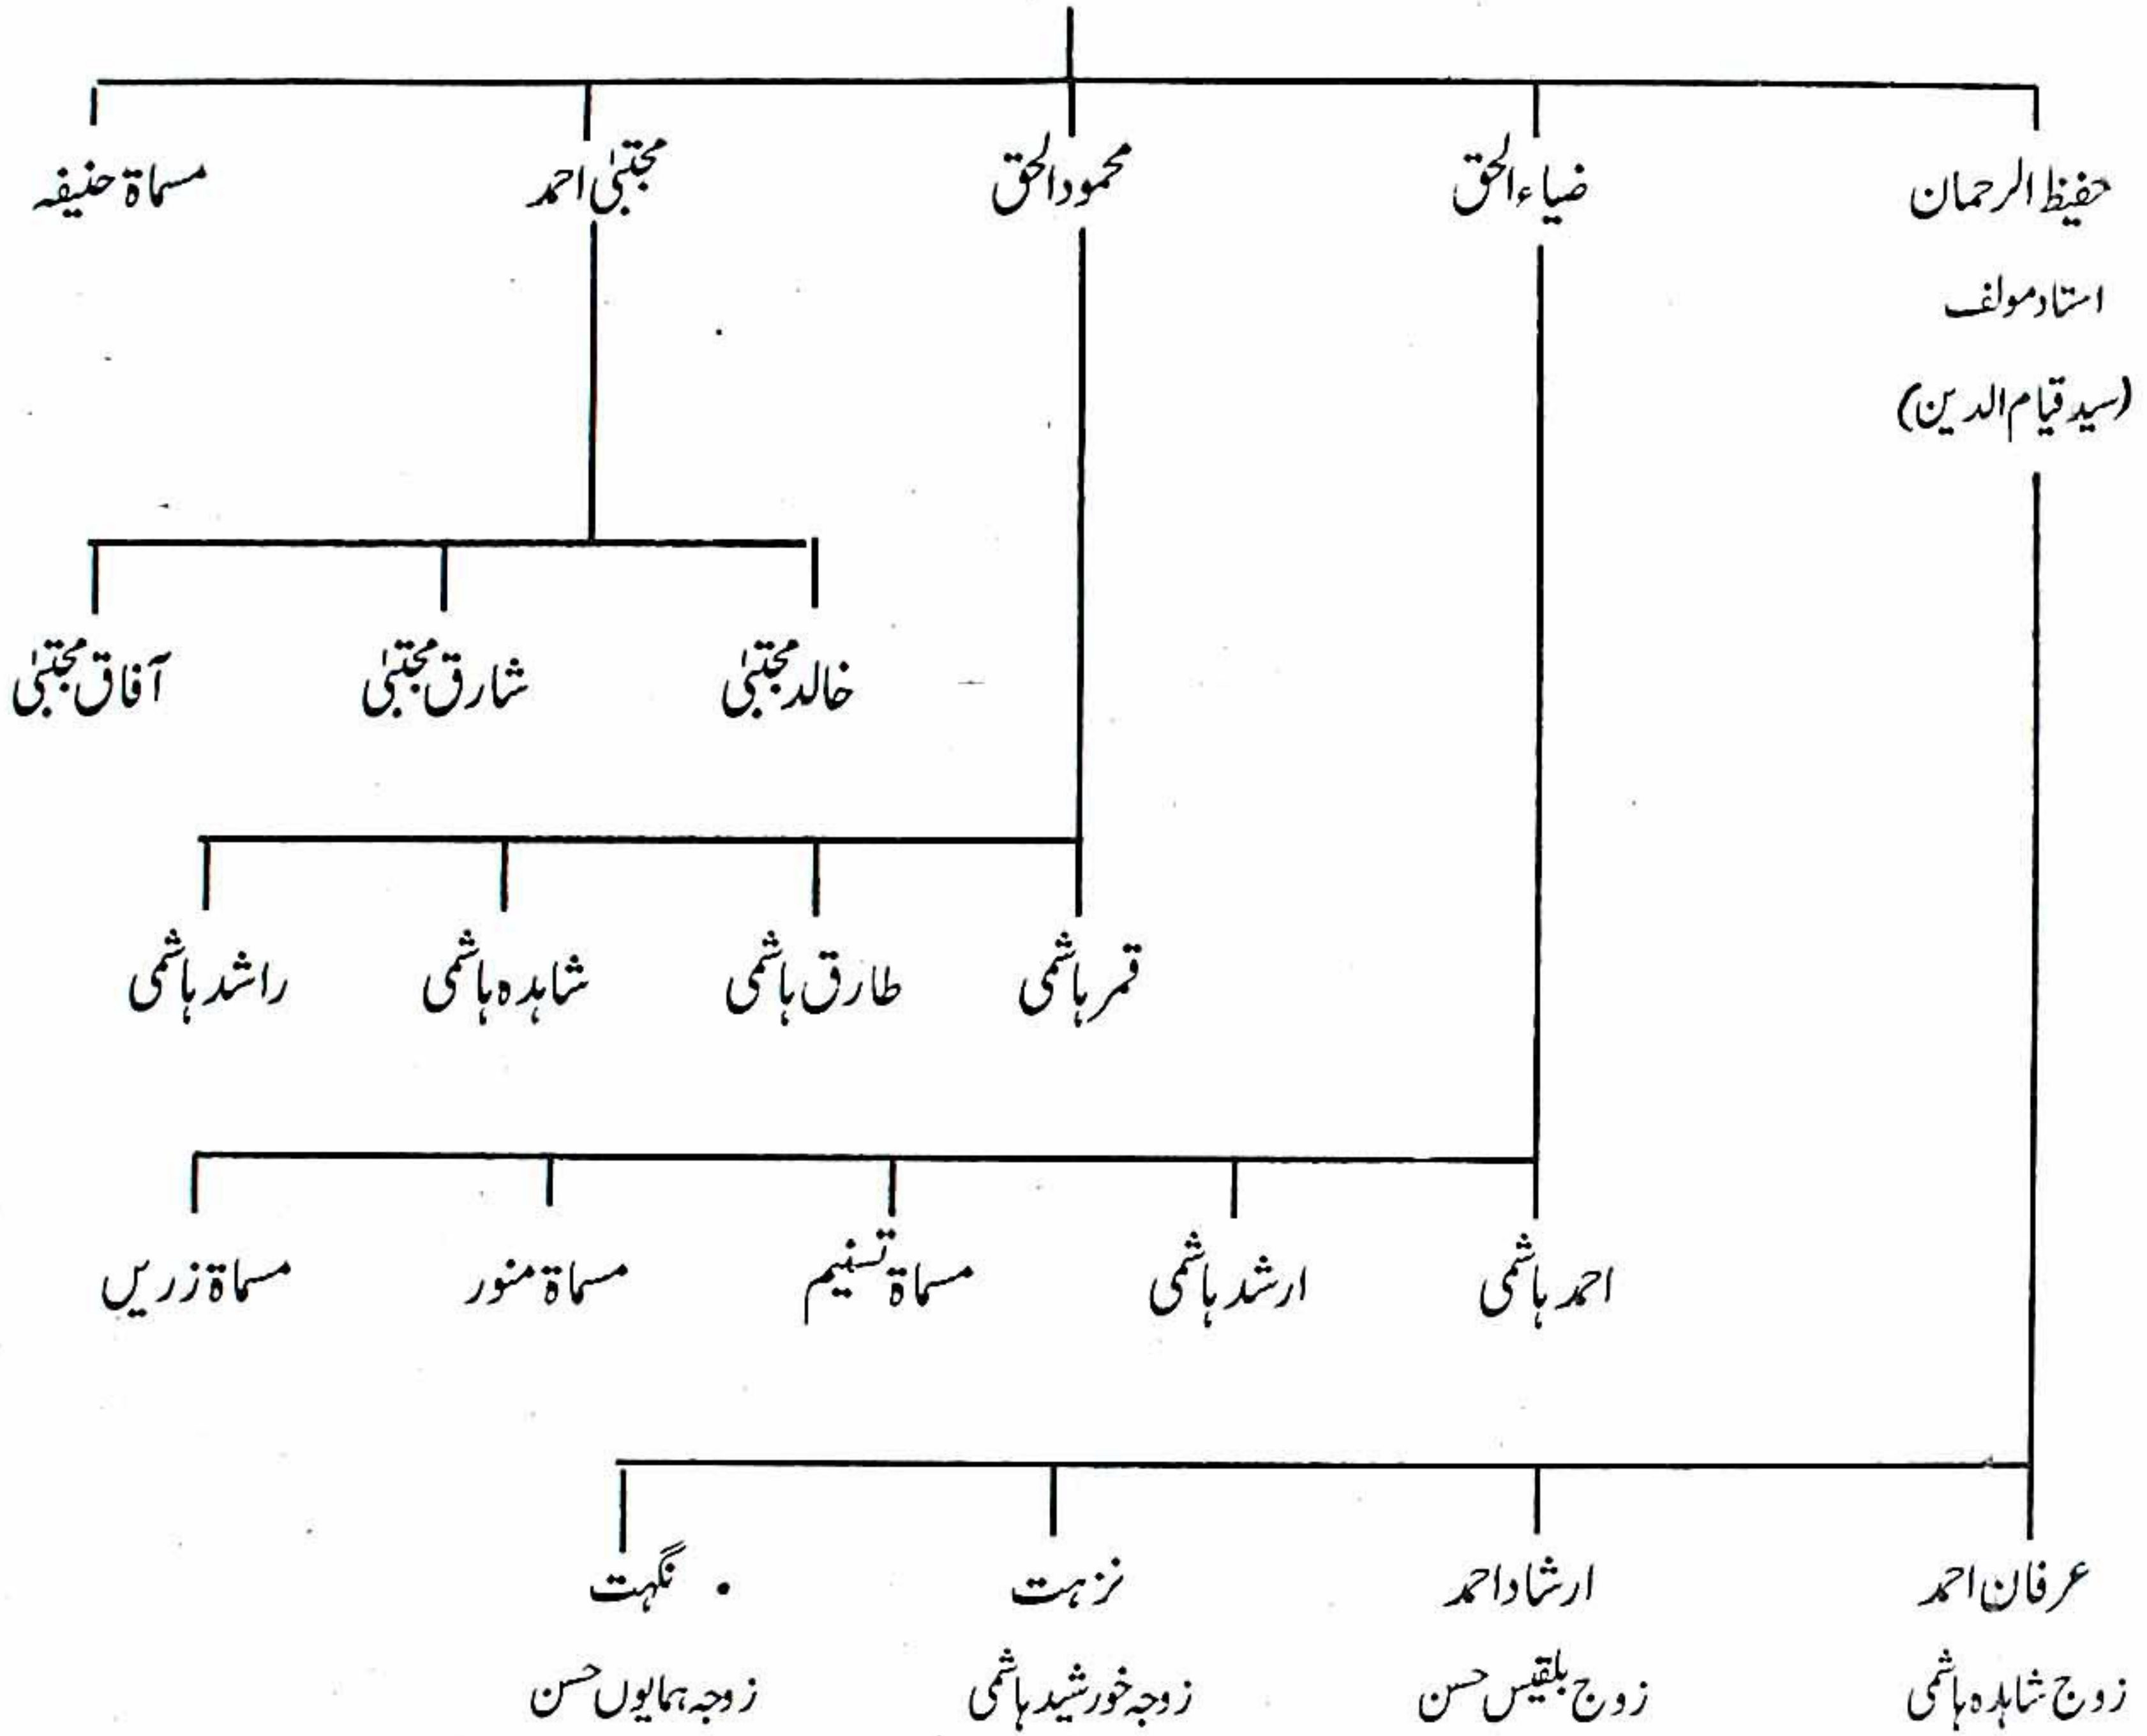 حفیظ الرحمان ضیاء الحق محمود الحق مجتبیٰ احمد مسماۃ حنیفہ
استاد مولف
(سید قیام الدین)
خالد مجتبیٰ شارق مجتبیٰ آفاق مجتبیٰ
قمر ہاشمی طارق ہاشمی شاہدہ ہاشمی راشد ہاشمی
احمد ہاشمی ارشد ہاشمی مسماۃ تسنیم مسماۃ منور مسماۃ زریں
عرفان احمد ارشاد احمد نزہت نگہت
زوج شاہدہ ہاشمی زوج بلقیس حسن زوجہ خورشید ہاشمی زوجہ ہمایوں حسن